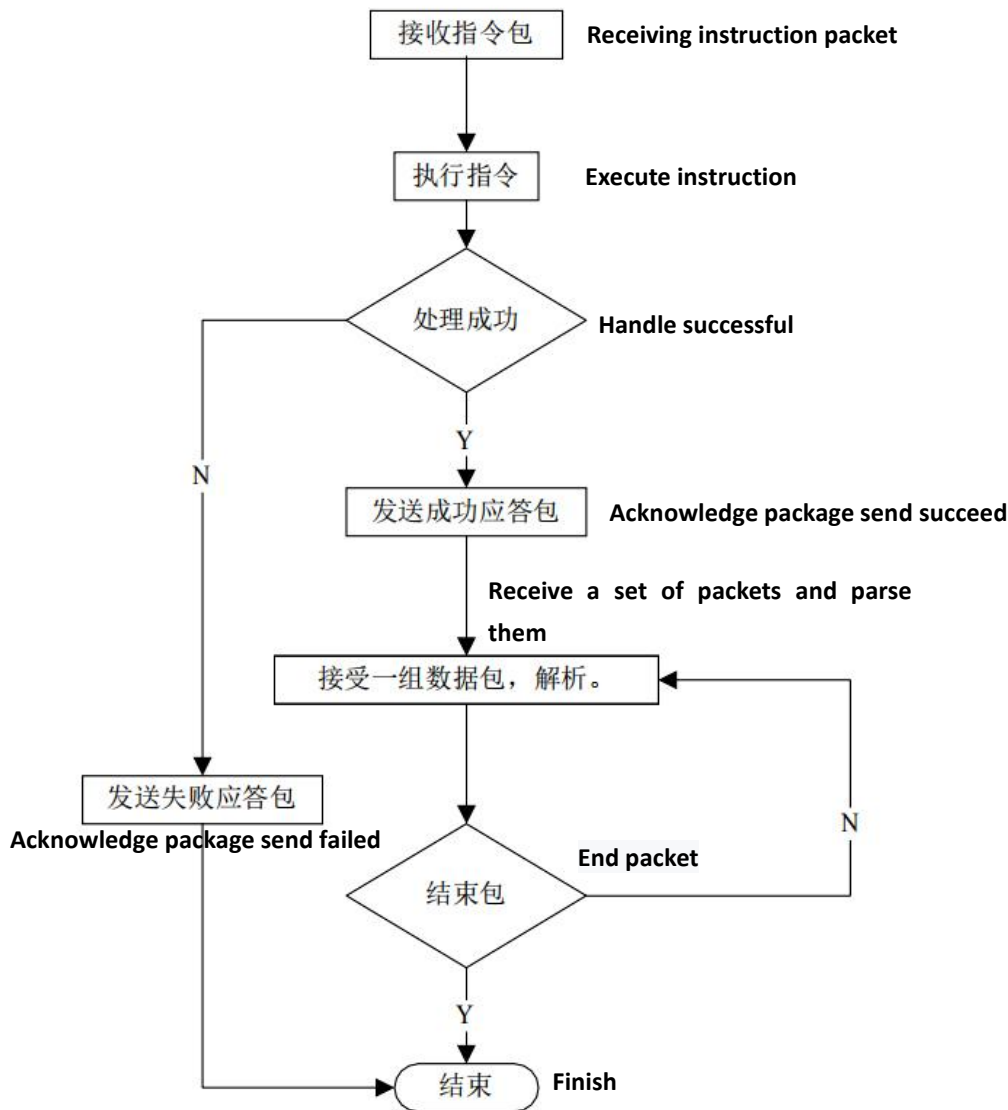 接收指令包
Receiving instruction packet
执行指令
Execute instruction
处理成功
Handle successful
N
Y
发送成功应答包
Acknowledge package send succeed
Receive a set of packets and parse
them
接受一组数据包，解析。
发送失败应答包
Acknowledge package send failed
N
End packet
结束包
Y
结束
Finish